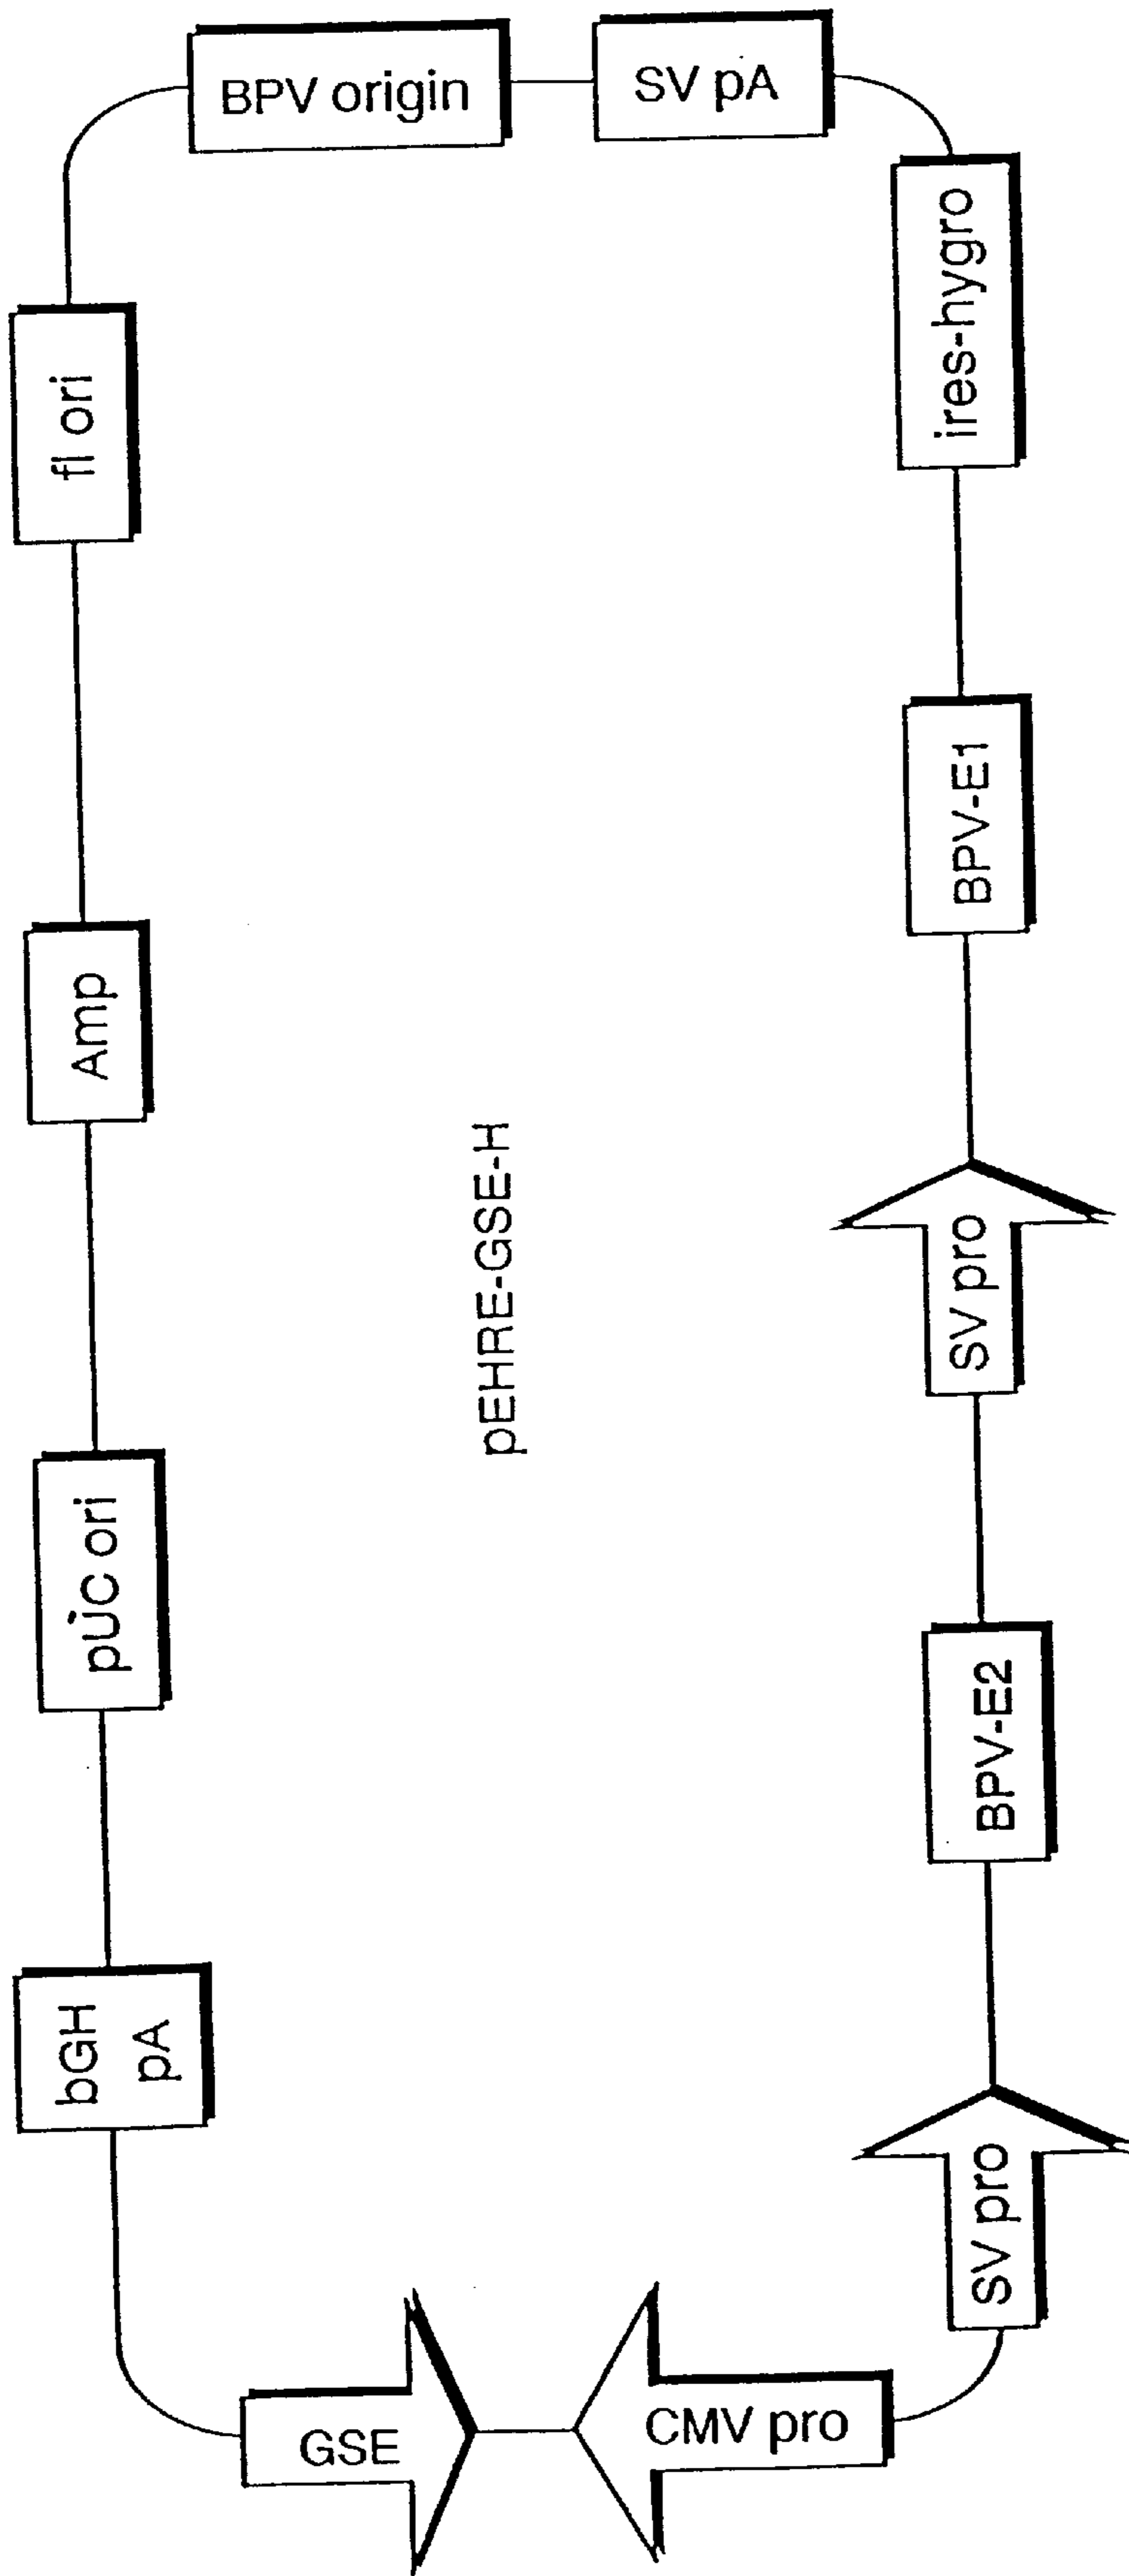 BPV origin
SV pA
fl ori
ires-hygro
Amp
BPV-E1
pEHRE-GSE-H
SV pro
pUC ori
BPV-E2
bGH
pA
SV pro
GSE
CMV pro